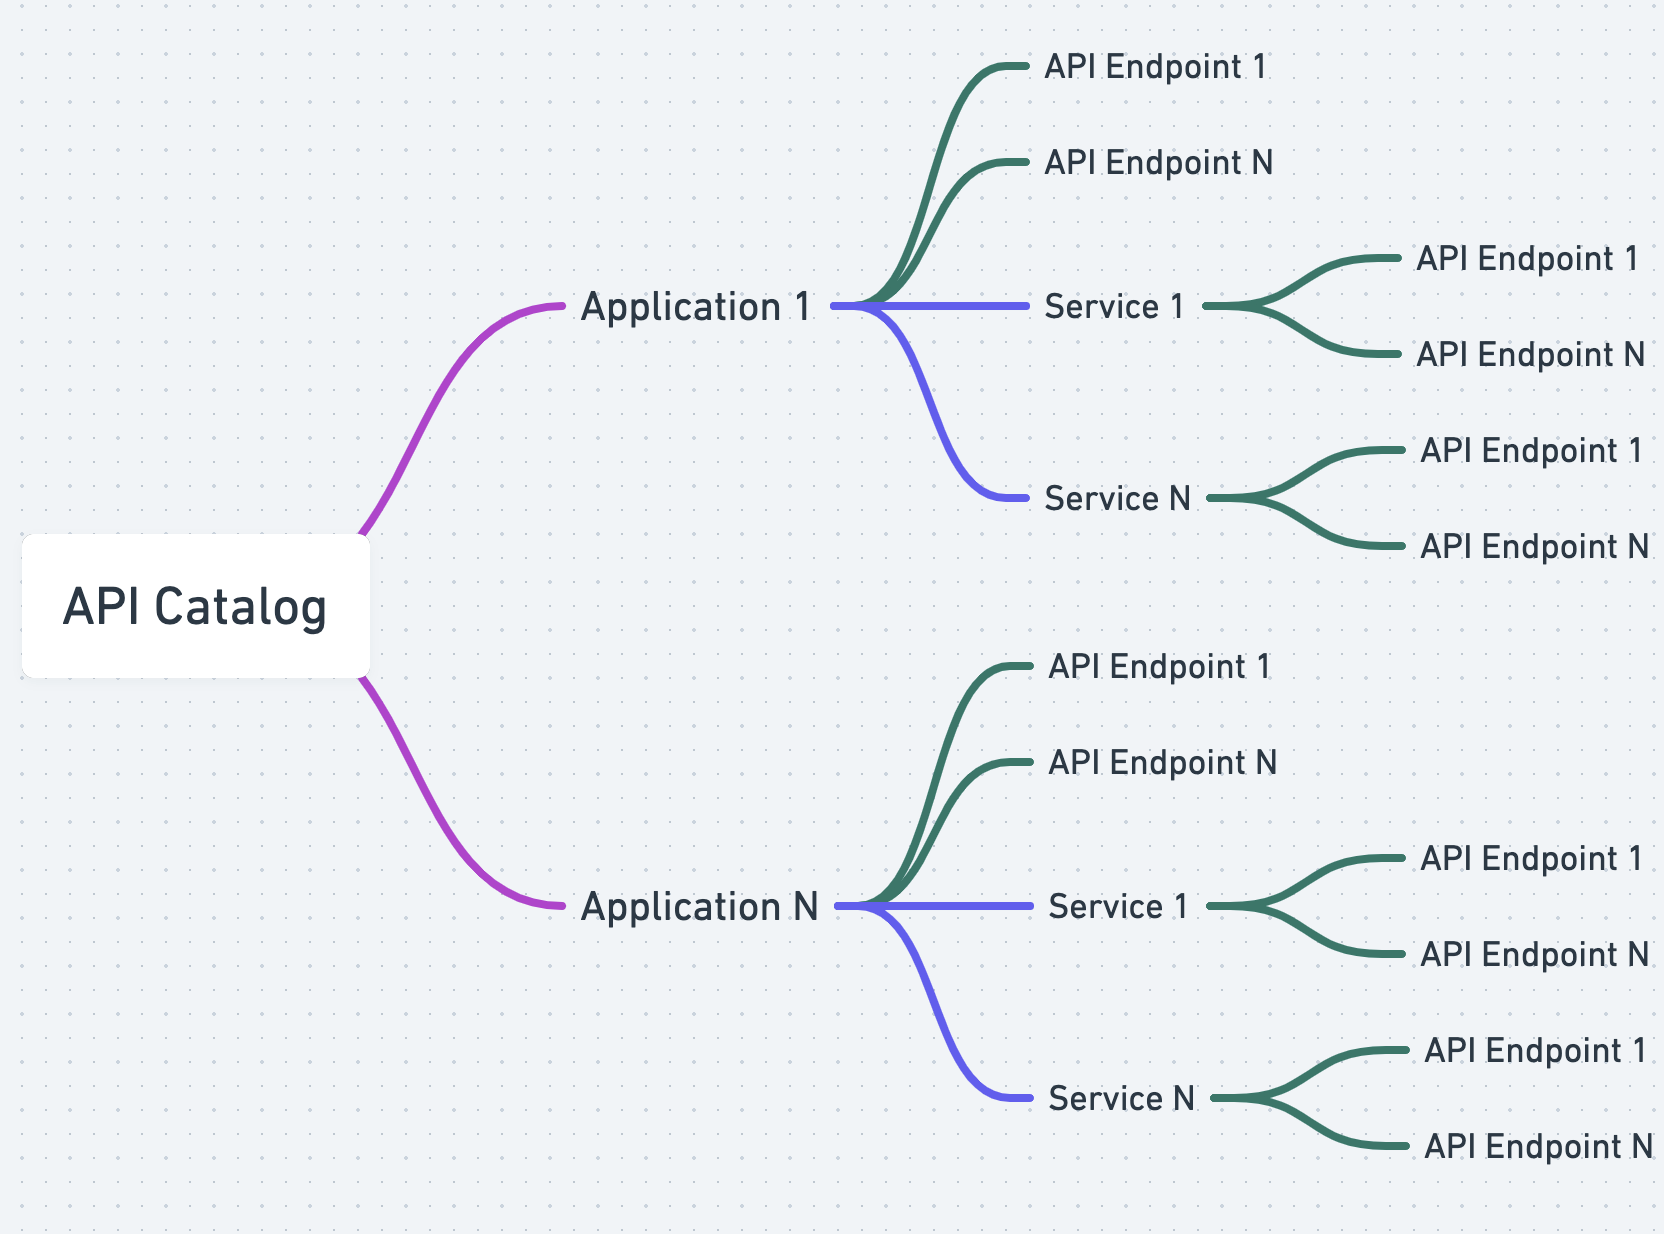 API Catalog
Application 1
API Endpoint 1
API Endpoint N
Service 1
API Endpoint 1
API Endpoint N
Service N
API Endpoint 1
API Endpoint N
Application N
API Endpoint 1
API Endpoint N
Service 1
API Endpoint 1
API Endpoint N
Service N
API Endpoint 1
API Endpoint N